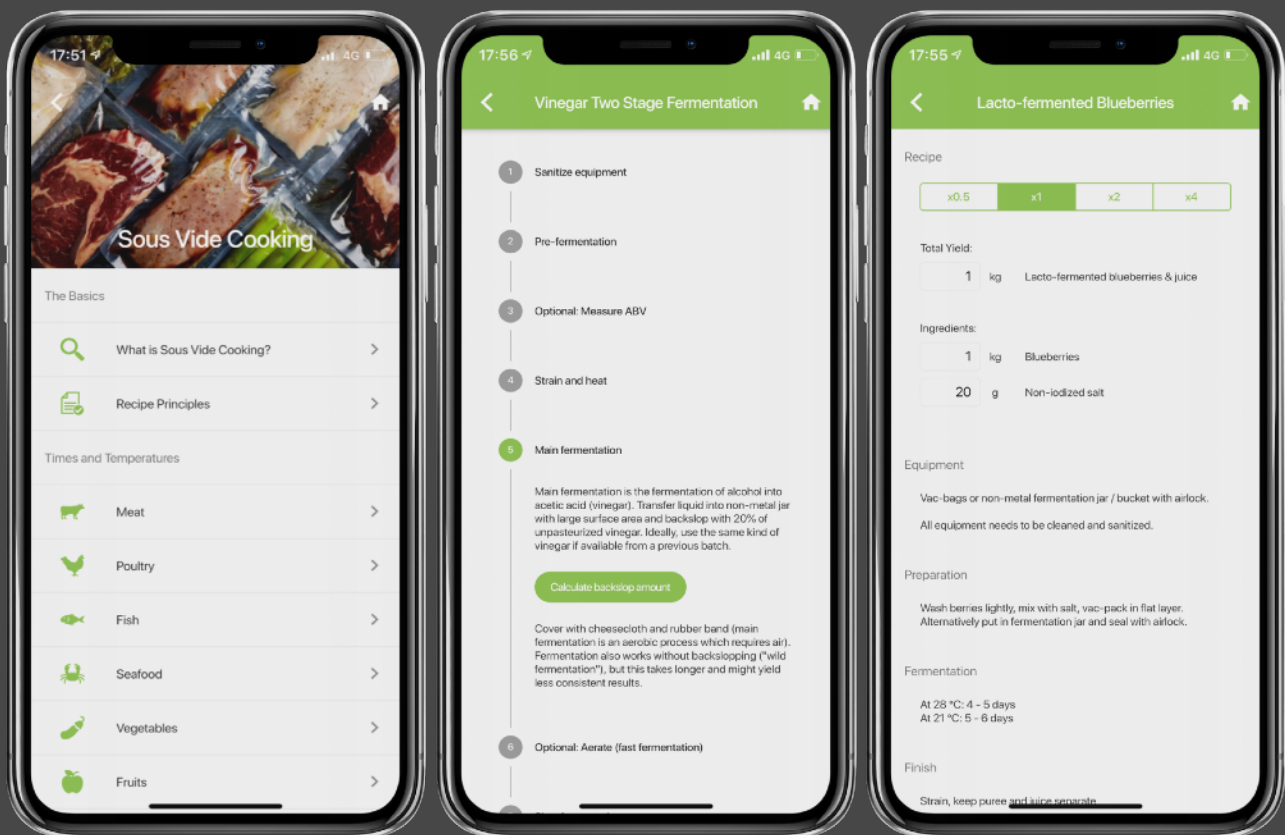 17:51
4G
Sous Vide Cooking
The Basics
What is Sous Vide Cooking?
Recipe Principles
Times and Temperatures
Meat
Poultry
Fish
Seafood
Vegetables
Fruits
17:56
4G
Vinegar Two Stage Fermentation
1 Sanitize equipment
2 Pre-fermentation
3 Optional: Measure ABV
4 Strain and heat
5 Main fermentation
Main fermentation is the fermentation of alcohol into
acetic acid (vinegar). Transfer liquid into non-metal jar
with large surface area and backslop with 20% of
unpasteurized vinegar. Ideally, use the same kind of
vinegar if available from a previous batch.
Calculate backslop amount
Cover with cheesecloth and rubber band (main
fermentation is an aerobic process which requires air).
Fermentation also works without backslopping ("wild
fermentation"), but this takes longer and might yield
less consistent results.
6 Optional: Aerate (fast fermentation)
17:55
4G
Lacto-fermented Blueberries
Recipe
x0.5 x1 x2 x4
Total Yield:
1 kg Lacto-fermented blueberries & juice
Ingredients:
1 kg Blueberries
20 g Non-iodized salt
Equipment
Vac-bags or non-metal fermentation jar / bucket with airlock.
All equipment needs to be cleaned and sanitized.
Preparation
Wash berries lightly, mix with salt, vac-pack in flat layer.
Alternatively put in fermentation jar and seal with airlock.
Fermentation
At 28 °C: 4 - 5 days
At 21 °C: 5 - 6 days
Finish
Strain, keep puree and juice separate